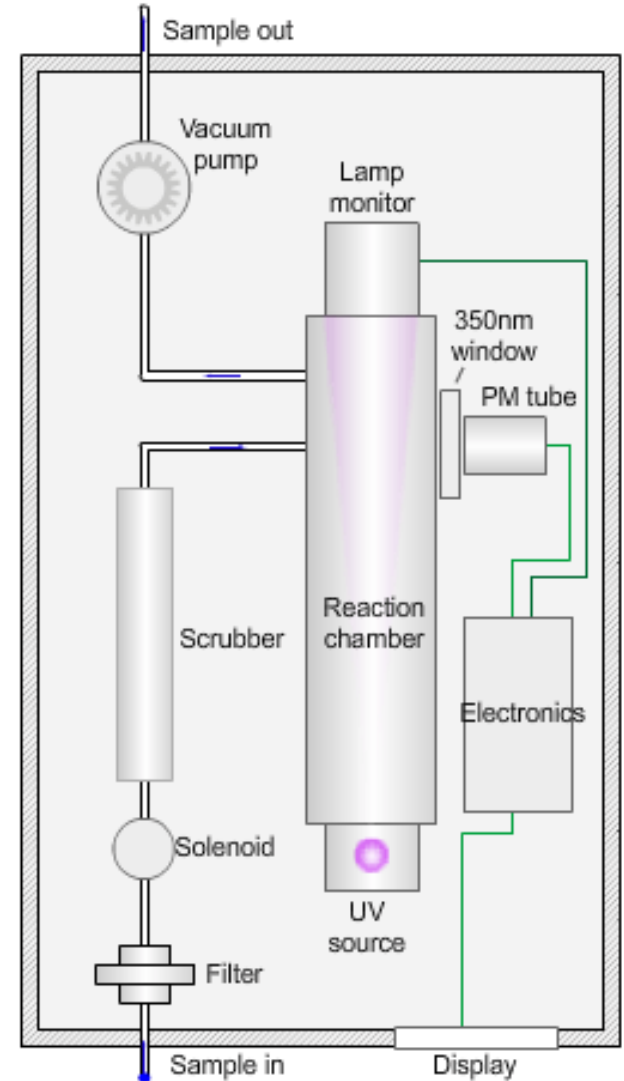 Sample out
Vacuum
pump
Lamp
monitor
350nm
window
PM tube
Reaction
chamber
Scrubber
Electronics
Solenoid
UV
source
Filter
Sample in
Display